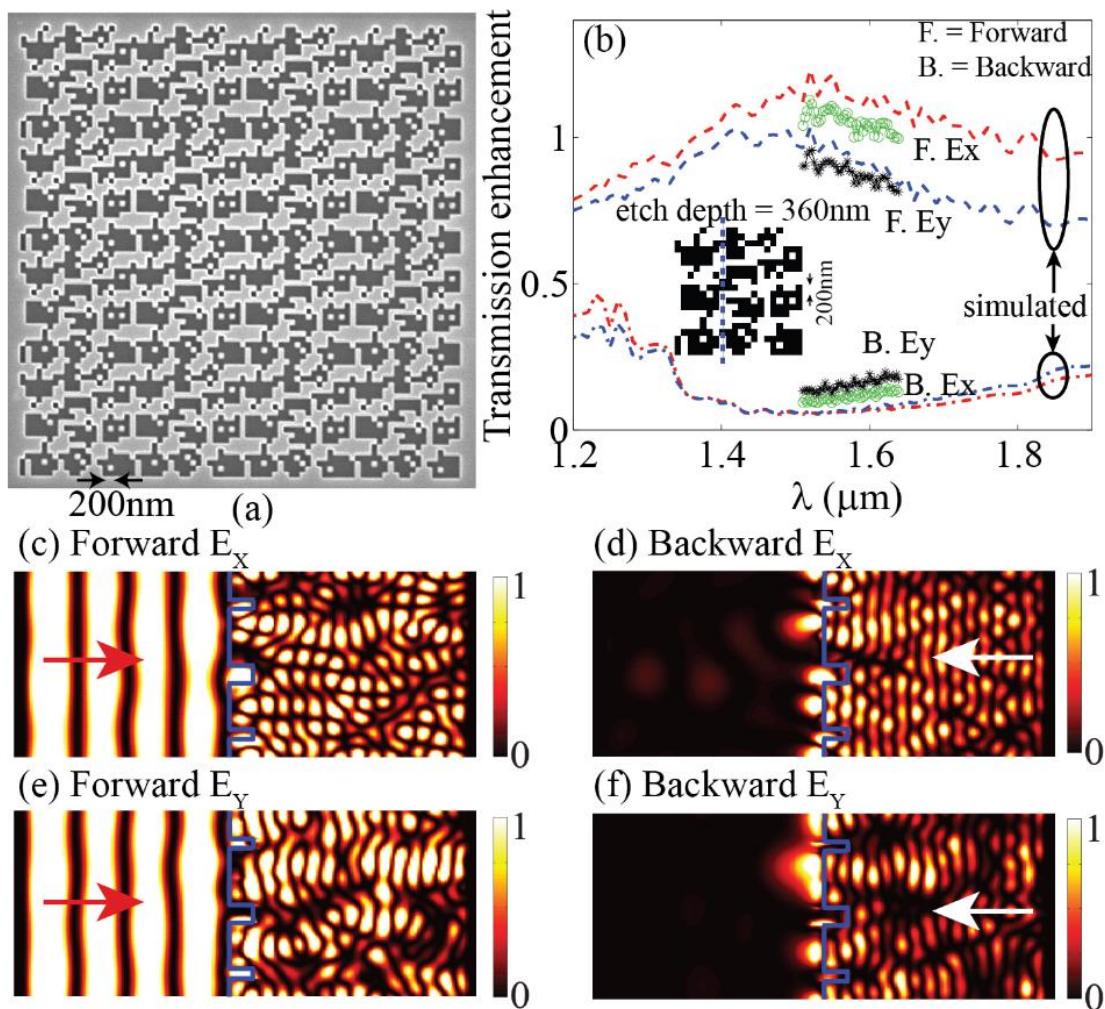 200nm
(a)
Transmission enhancement
(b)
F. = Forward
B. = Backward
1
0.5
0
F. Ex
F. Ey
etch depth = 360nm
200nm
simulated
B. Ey
B. Ex
1.2 1.4 1.6 1.8
λ (μm)
(c) Forward EX
1
0
(d) Backward EX
1
0
(e) Forward EY
1
0
(f) Backward EY
1
0